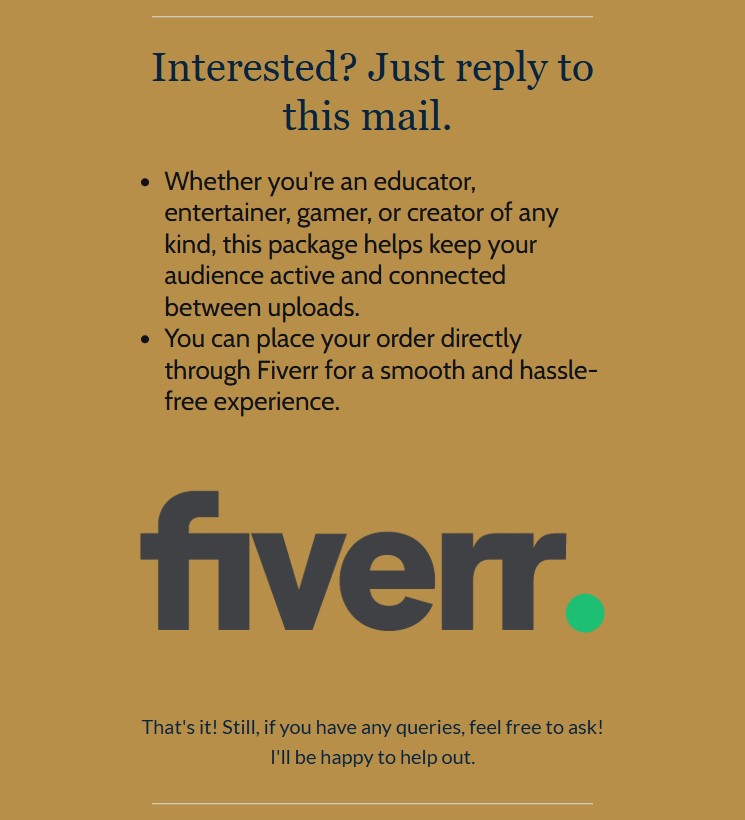 Interested? Just reply to
this mail.
• Whether you're an educator,
entertainer, gamer, or creator of any
kind, this package helps keep your
audience active and connected
between uploads.
• You can place your order directly
through Fiverr for a smooth and hassle-
free experience.
fiverr.
That's it! Still, if you have any queries, feel free to ask!
I'll be happy to help out.